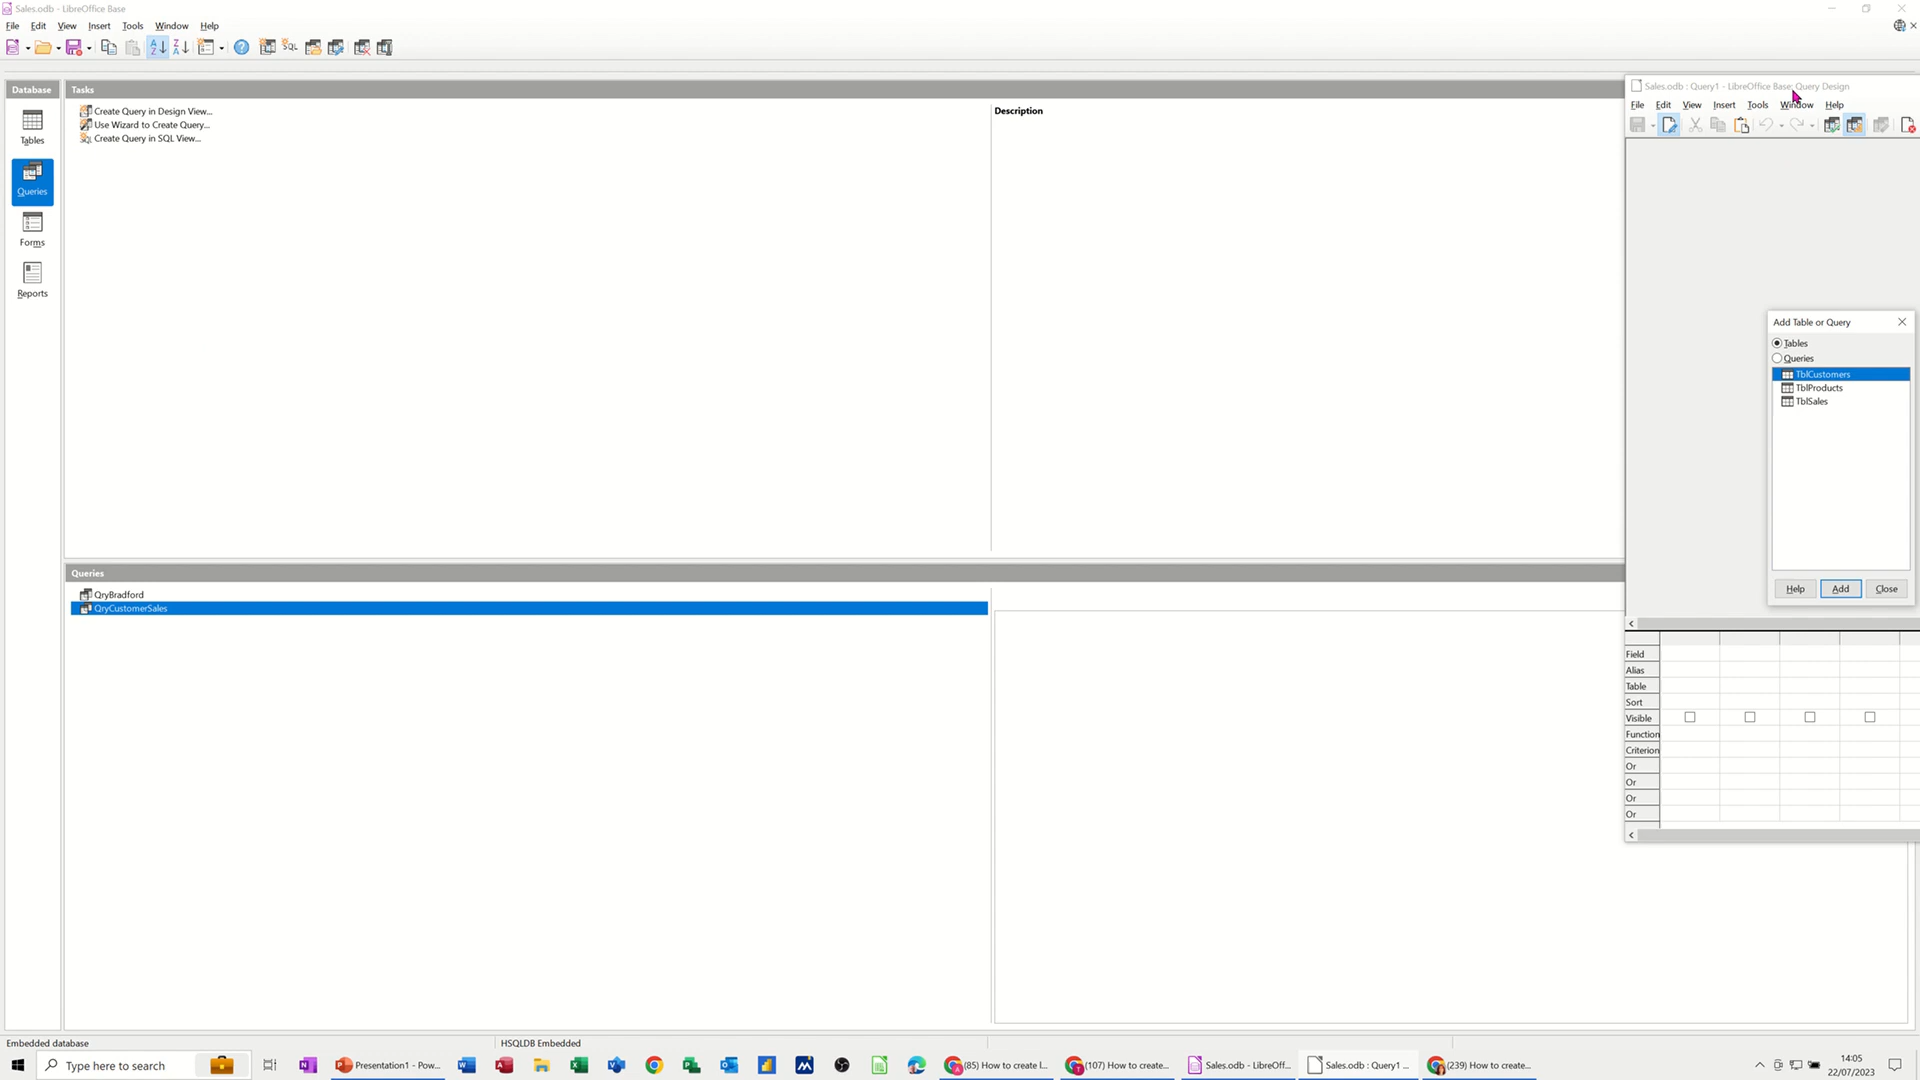 Sales.odb - LibreOffice Base
File Edit View Insert Tools Window Help
SQL
Database
Tables
Queries
Forms
Reports
Tasks
Create Query in Design View...
Use Wizard to Create Query...
Create Query in SQL View...
Description
Queries
QryBradford
QryCustomerSales
Sales.odb : Query1 - LibreOffice Base: Query Design
File Edit View Insert Tools Window Help
Add Table or Query
Tables
Queries
TblCustomers
TblProducts
TblSales
Help Add Close
Field
Alias
Table
Sort
Visible
Function
Criterion
Or
Or
Or
Or
Embedded database HSQLDB Embedded
Type here to search
Presentation1 - Pow...
(85) How to create l...
(107) How to create...
Sales.odb - LibreOff...
Sales.odb : Query1 ...
(239) How to create...
14:05
22/07/2023